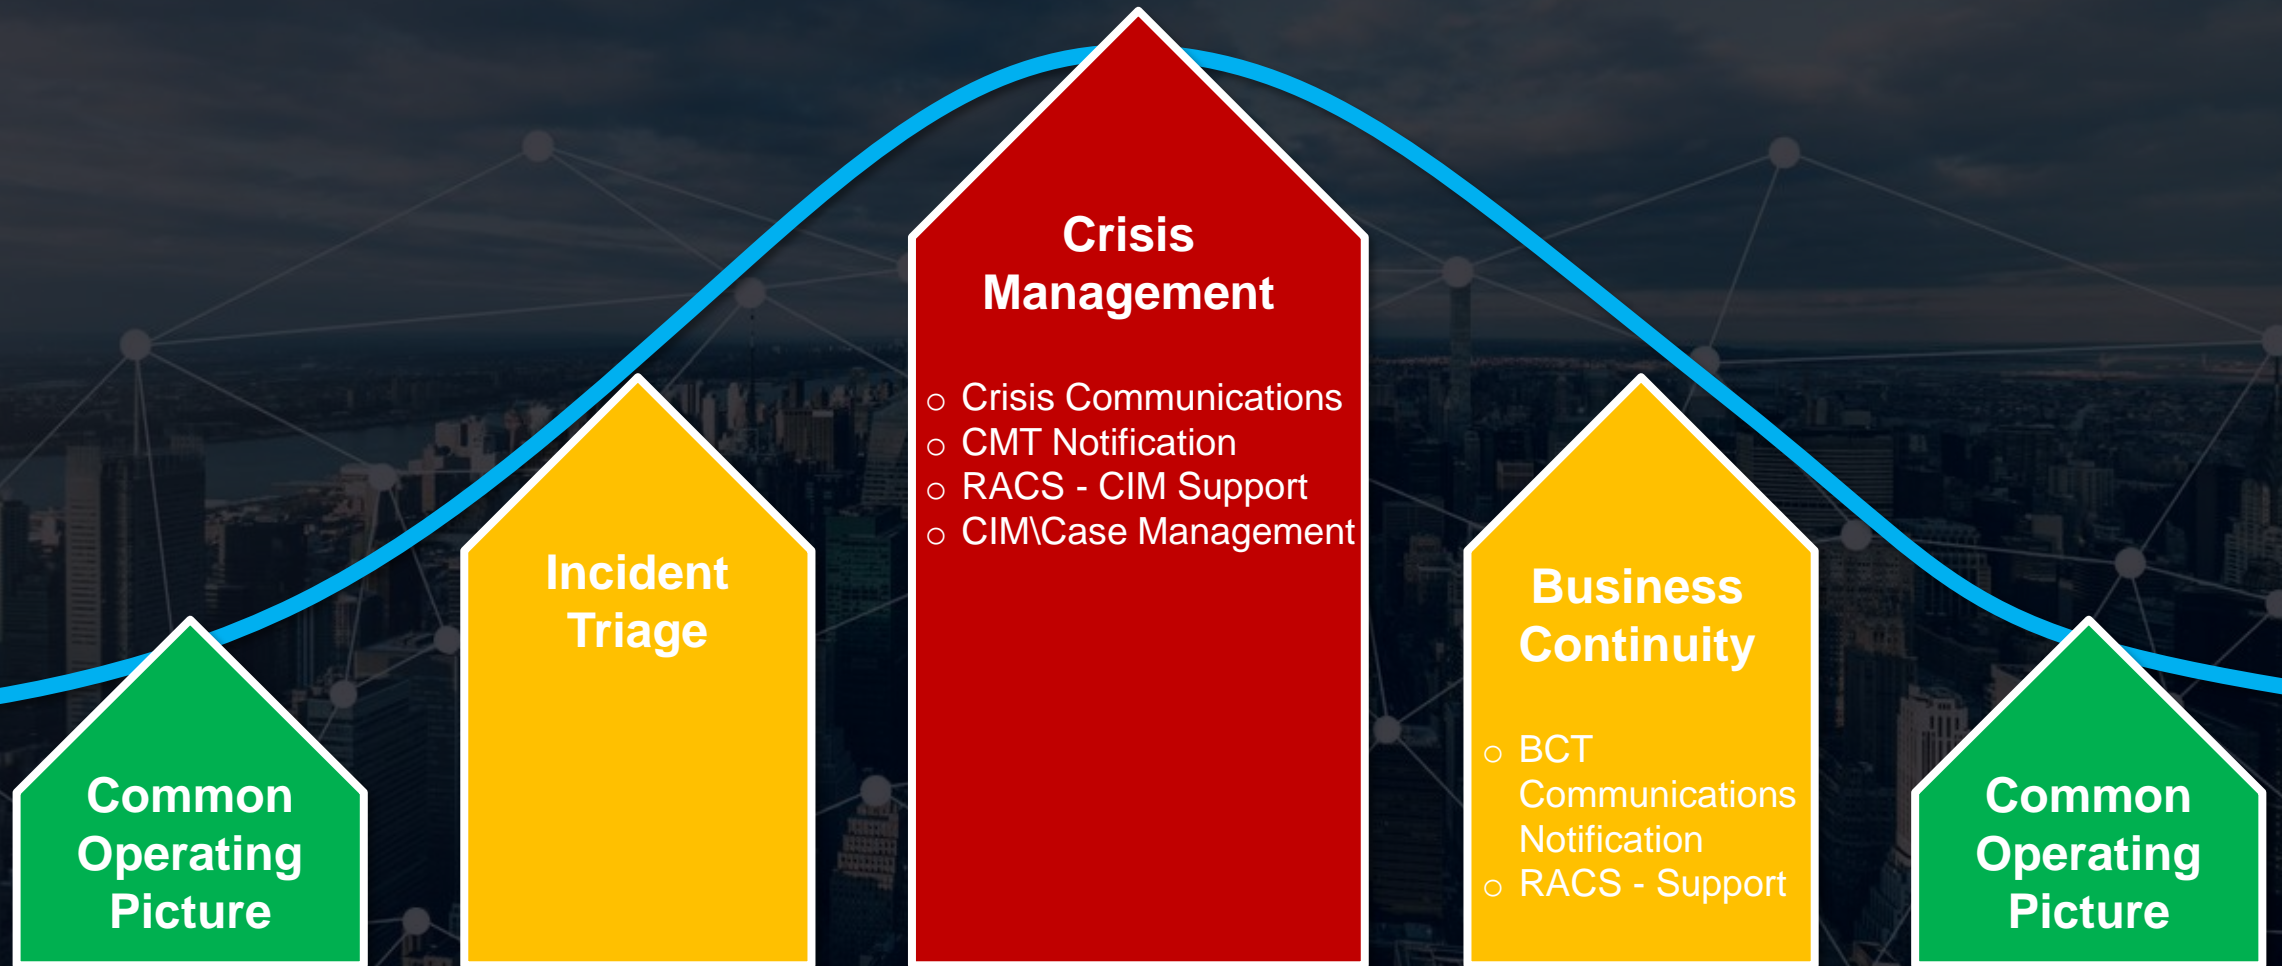 Common
Operating
Picture
Incident
Triage
Crisis
Management
○ Crisis Communications
○ CMT Notification
○ RACS - CIM Support
○ CIM\Case Management
Business
Continuity
○ BCT
Communications
Notification
○ RACS - Support
Common
Operating
Picture